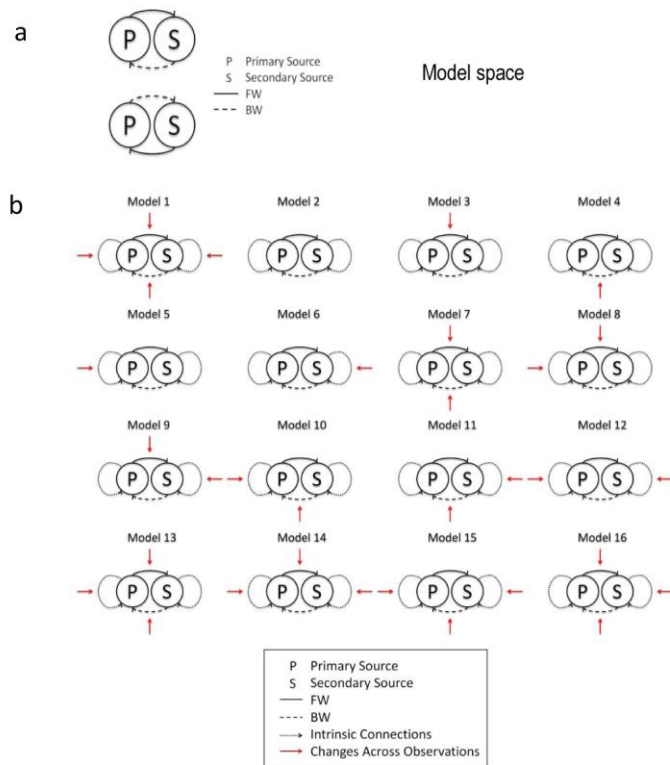 a
P S
P Primary Source
S Secondary Source
FW
BW
Model space
P S
b
Model 1 Model 2 Model 3 Model 4
P S P S P S P S
Model 5 Model 6 Model 7 Model 8
P S P S P S P S
Model 9 Model 10 Model 11 Model 12
P S P S P S P S
Model 13 Model 14 Model 15 Model 16
P S P S P S P S
P Primary Source
S Secondary Source
FW
BW
Intrinsic Connections
Changes Across Observations